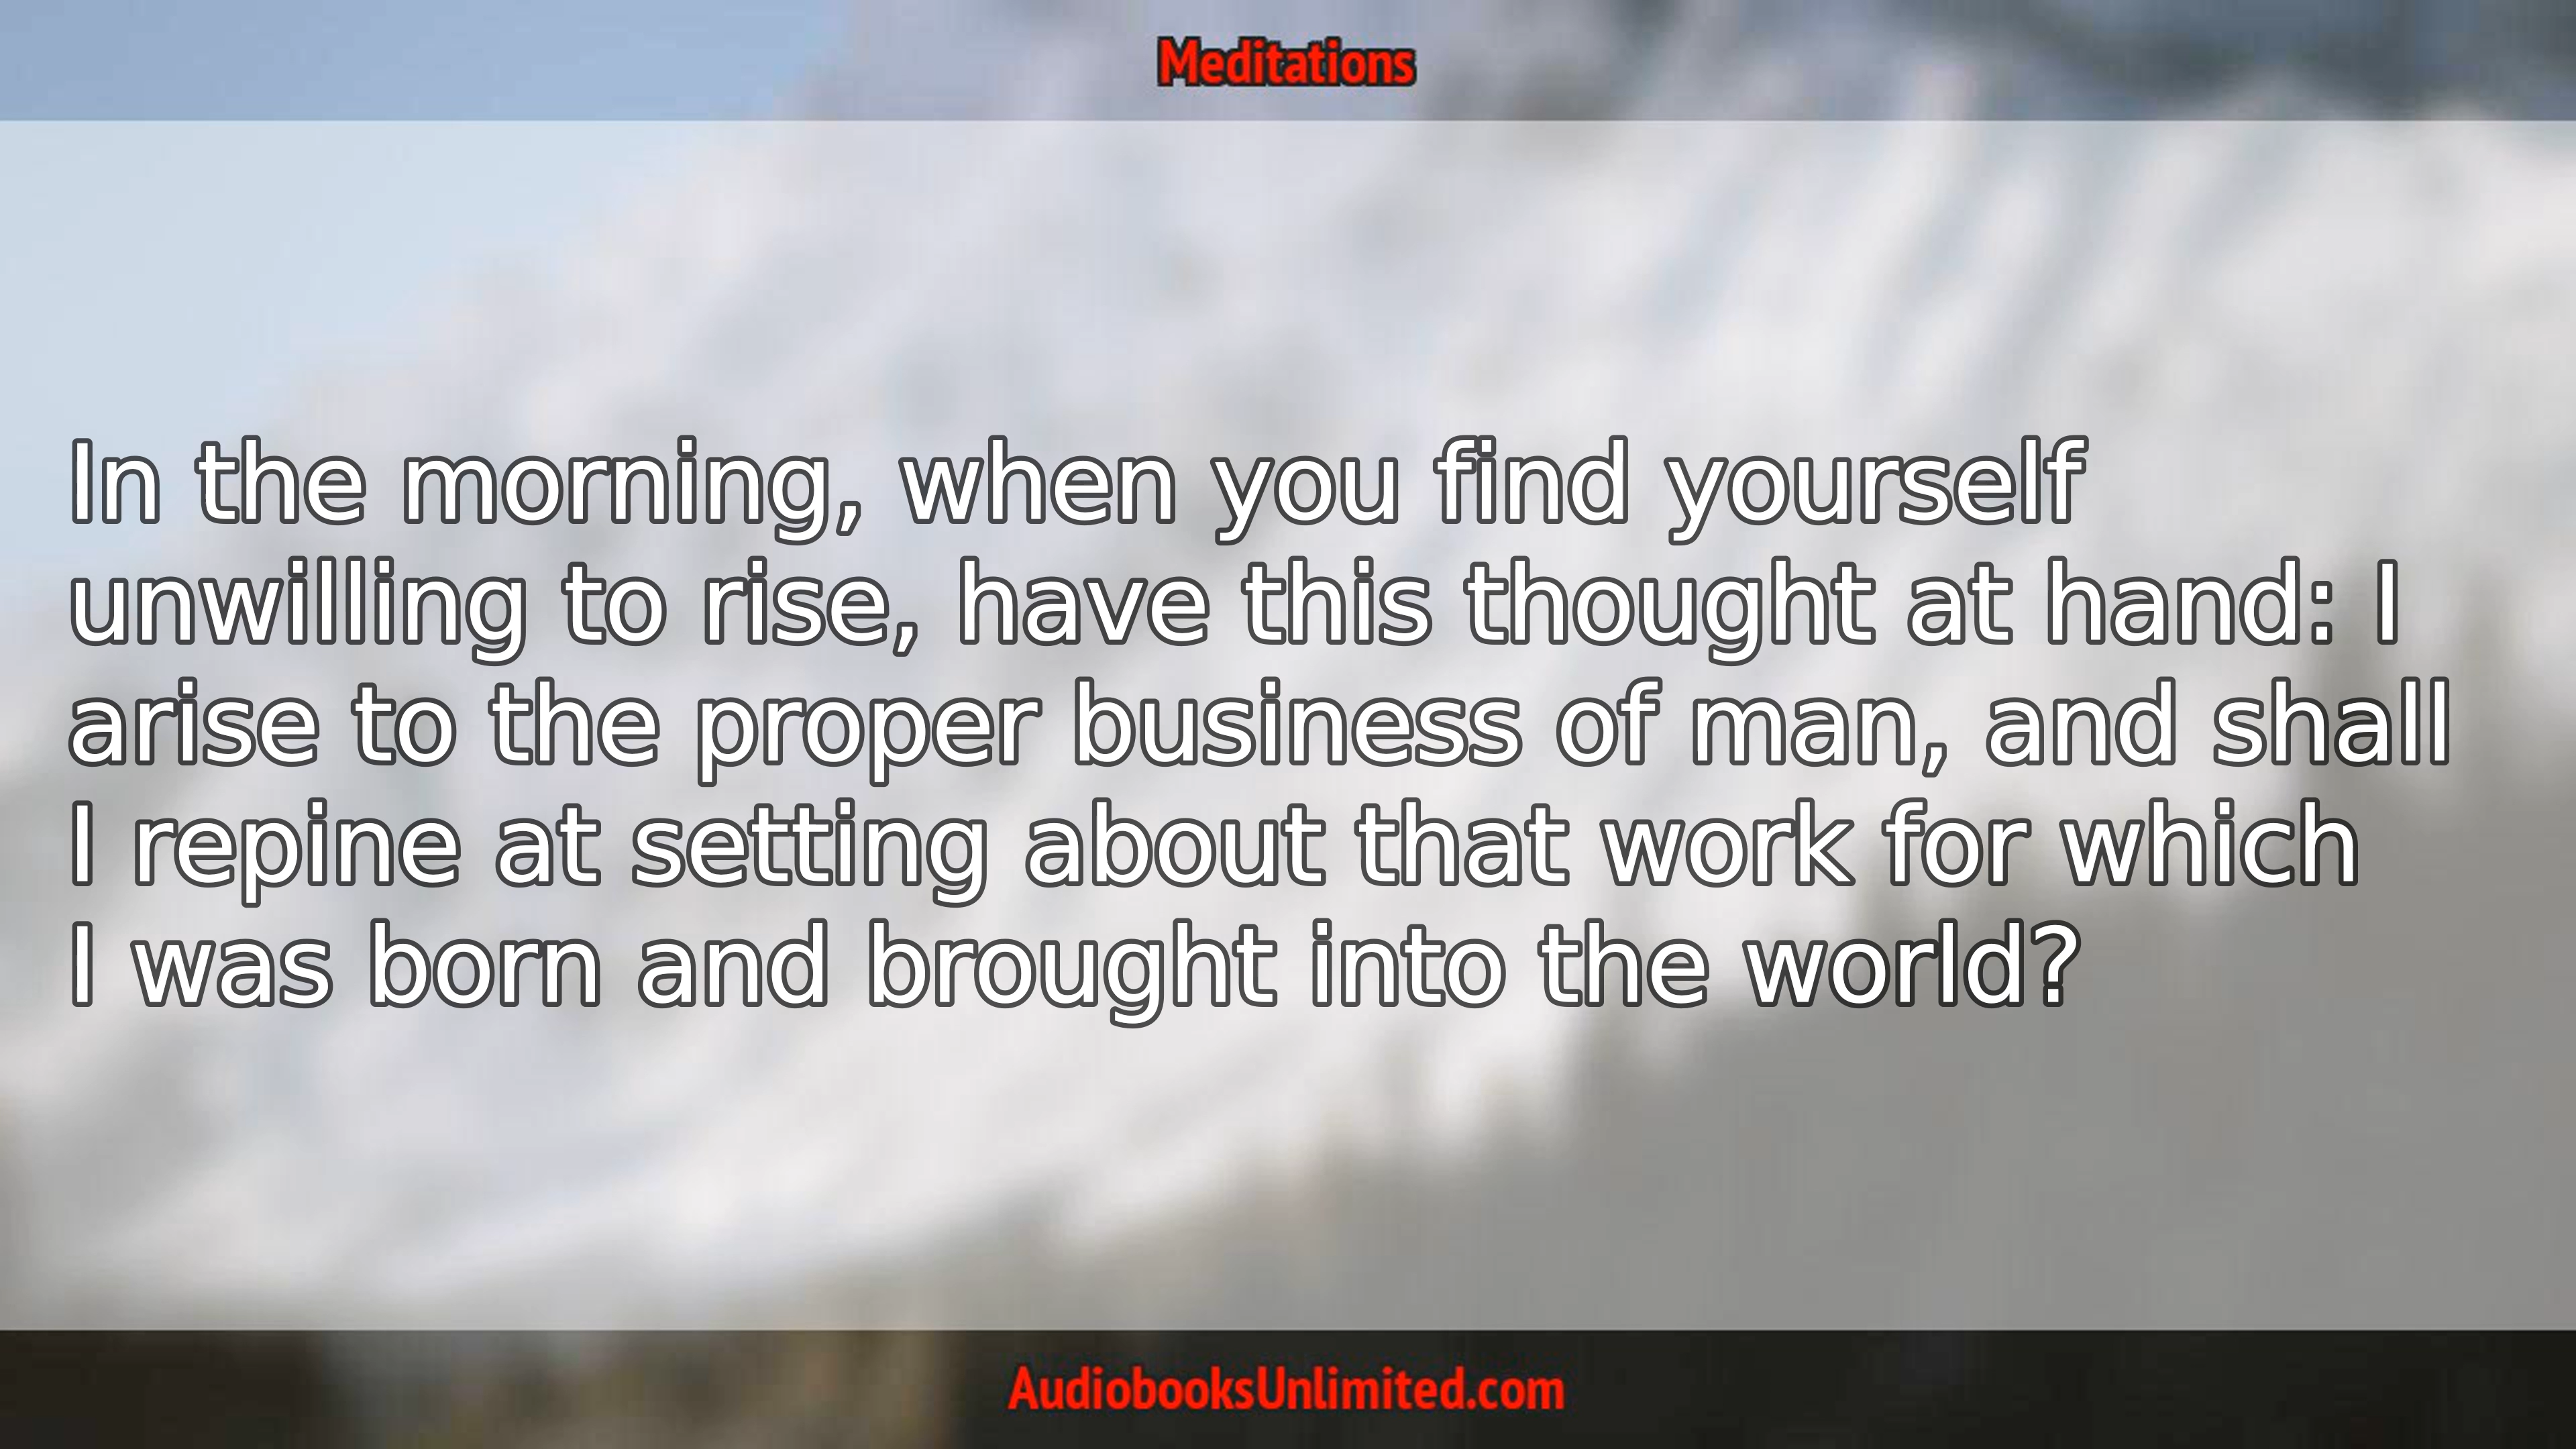 Meditations
In the morning, when you find yourself
unwilling to rise, have this thought at hand: I
arise to the proper business of man, and shall
I repine at setting about that work for which
I was born and brought into the world?
AudiobooksUnlimited.com